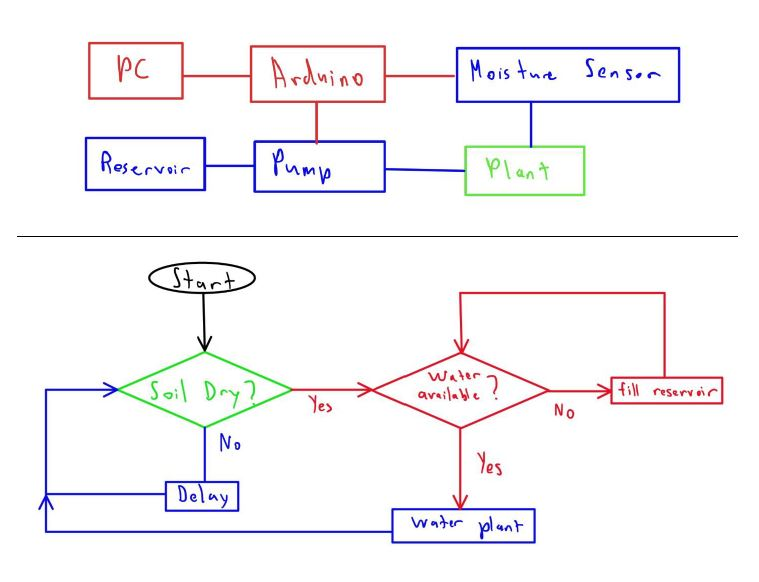 PC
Arduino
Moisture Sensor
Reservoir
Pump
Plant
Start
Soil Dry?
Yes
Water
available?
No
fill reservoir
No
Yes
Delay
Water plant